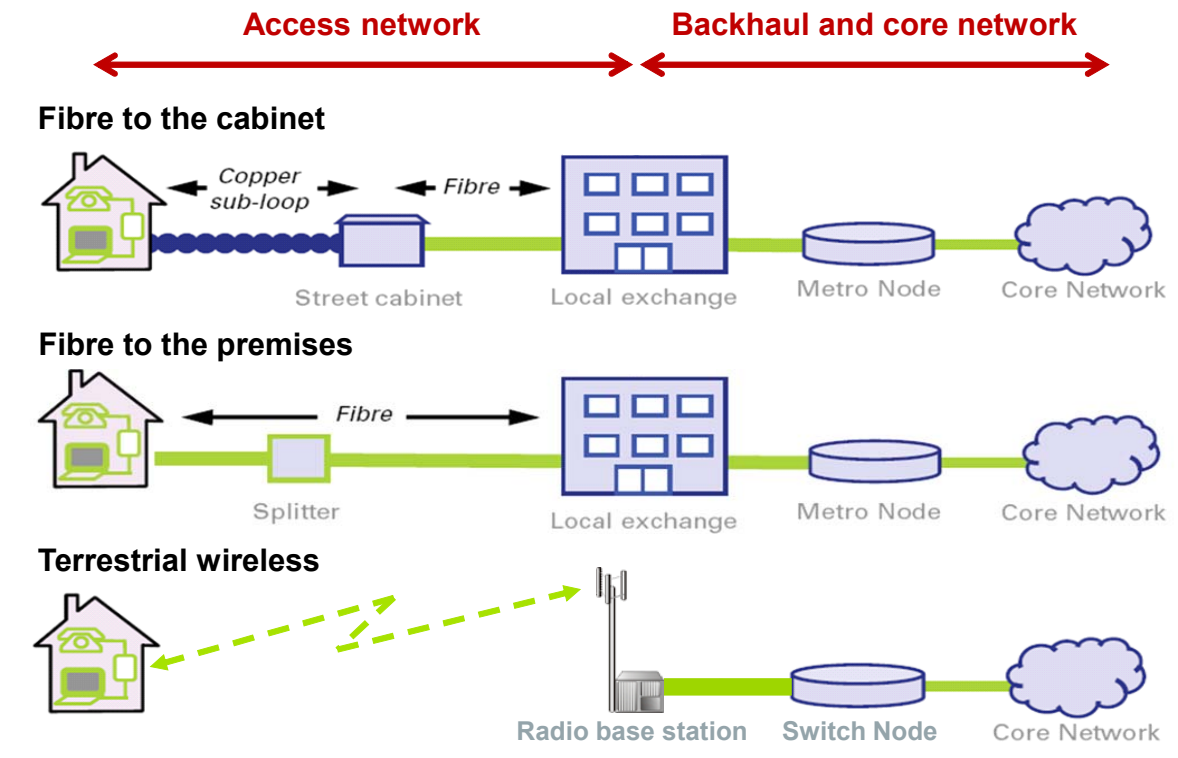 Access network
Backhaul and core network
Fibre to the cabinet
Copper
sub-loop
Fibre
Street cabinet
Local exchange
Metro Node
Core Network
Fibre to the premises
Fibre
Splitter
Local exchange
Metro Node
Core Network
Terrestrial wireless
Radio base station
Switch Node
Core Network